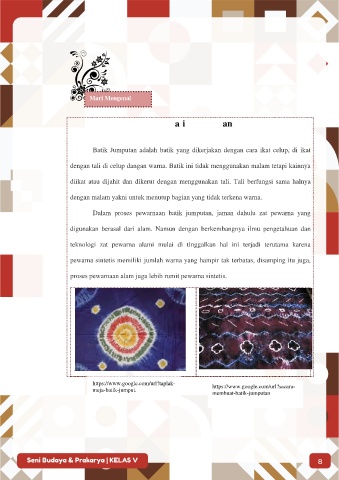 Mari Mengenal
a i an
Batik Jumputan adalah batik yang dikerjakan dengan cara ikat celup, di ikat
dengan tali di celup dangan warna. Batik ini tidak menggunakan malam tetapi kainnya
diikat atau dijahit dan dikerut dengan menggunakan tali. Tali berfungsi sama halnya
dengan malam yakni untuk menutup bagian yang tidak terkena warna.
Dalam proses pewarnaan batik jumputan, jaman dahulu zat pewarna yang
digunakan berasal dari alam. Namun dengan berkembangnya ilmu pengetahuan dan
teknologi zat pewarna alami mulai di tinggalkan hal ini terjadi terutama karena
pewarna sintetis memiliki jumlah warna yang hampir tak terbatas, disamping itu juga,
proses pewarnaan alam juga lebih rumit pewarna sintetis.
https://www.google.com/url?taplak-
meja-batik-jumput.
https://www.google.com/url?sacara-
membuat-batik-jumputan
Seni Budaya & Prakarya | KELAS V
8